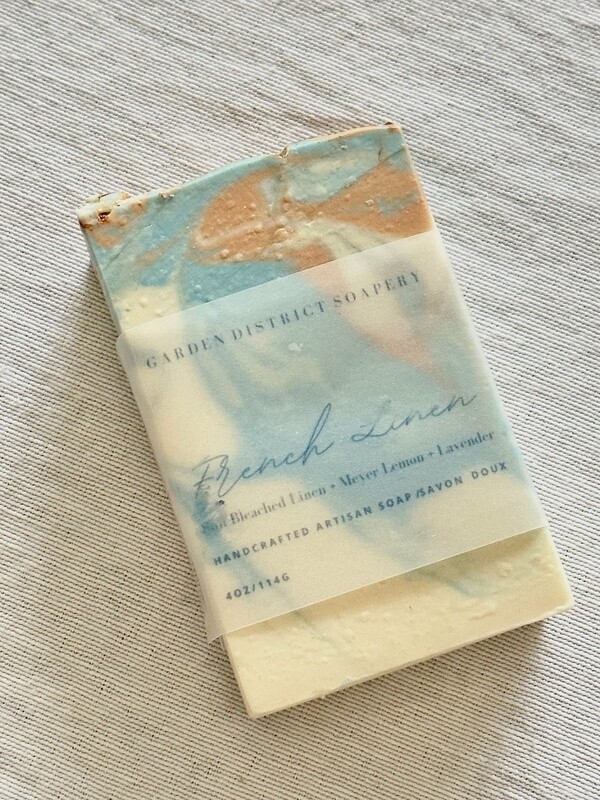 GARDEN DISTRICT SOAPERY
French Linen
Sun Bleached Linen + Meyer Lemon + Lavender
HANDCRAFTED ARTISAN SOAP /SAVON DOUX
4OZ/114G